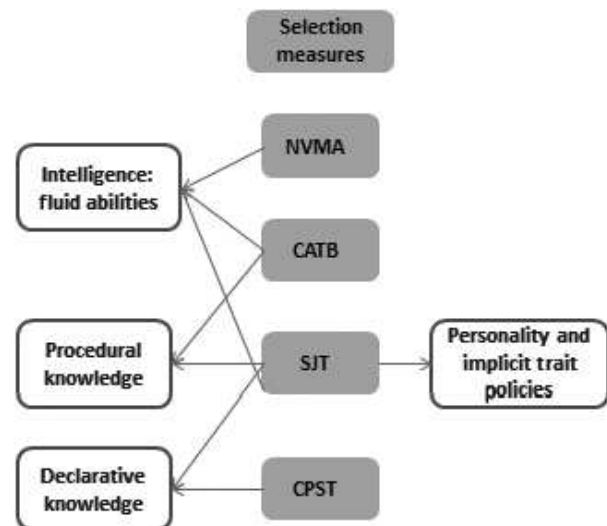 Selection
measures
NVMA
Intelligence:
fluid abilities
CATB
Procedural
knowledge
SJT
Personality and
implicit trait
policies
Declarative
knowledge
CPST